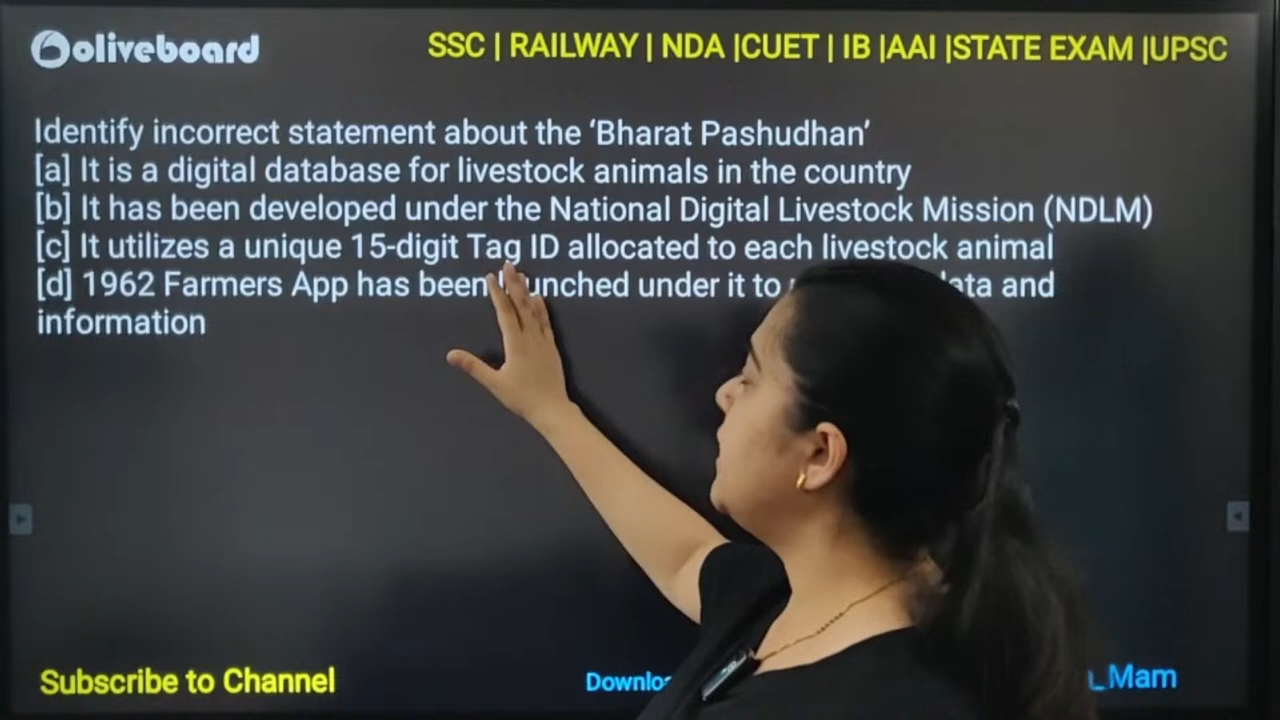 oliveboard
SSC | RAILWAY | NDA |CUET | IB |AAI |STATE EXAM |UPSC
Identify incorrect statement about the ‘Bharat Pashudhan’
[a] It is a digital database for livestock animals in the country
[b] It has been developed under the National Digital Livestock Mission (NDLM)
[c] It utilizes a unique 15-digit Tag ID allocated to each livestock animal
[d] 1962 Farmers App has been under it to and
information
Subscribe to Channel
Mam